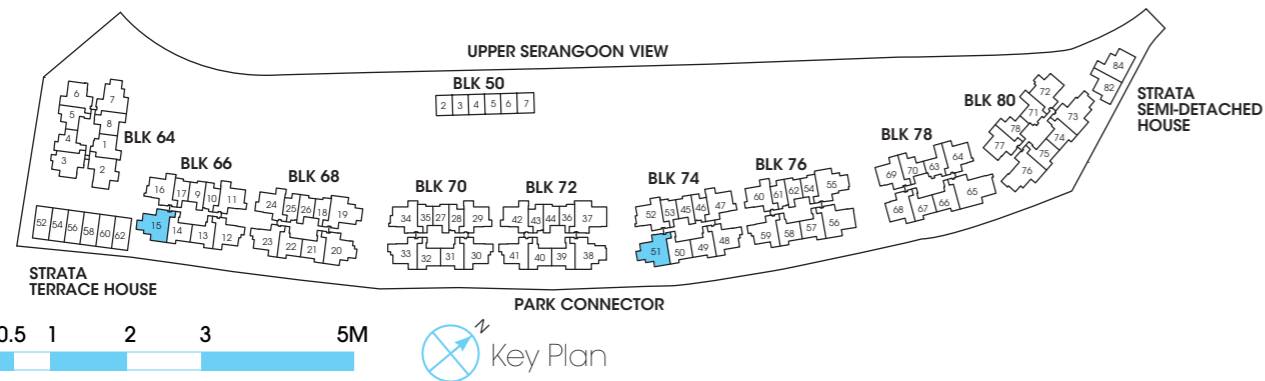 UPPER SERANGOON VIEW
BLK 50
2 3 4 5 6 7
84
82
STRATA
SEMI-DETACHED
HOUSE
BLK 80
72
71
73
78
74
77
75
76
BLK 64
6
7
5
8
4
1
3
2
BLK 66
16 17 9 10 11
15 14 13 12
BLK 68
24 25 26 18 19
23 22 21 20
BLK 70
34 35 27 28 29
33 32 31 30
BLK 72
42 43 44 36 37
41 40 39 38
BLK 74
52 53 45 46 47
51 50 49 48
BLK 76
60 61 62 54 55
59 58 57 56
BLK 78
69 70 63 64
68 67 66 65
52 54 56 58 60 62
STRATA
TERRACE HOUSE
PARK CONNECTOR
0.5 1 2 3 5M
N
Key Plan